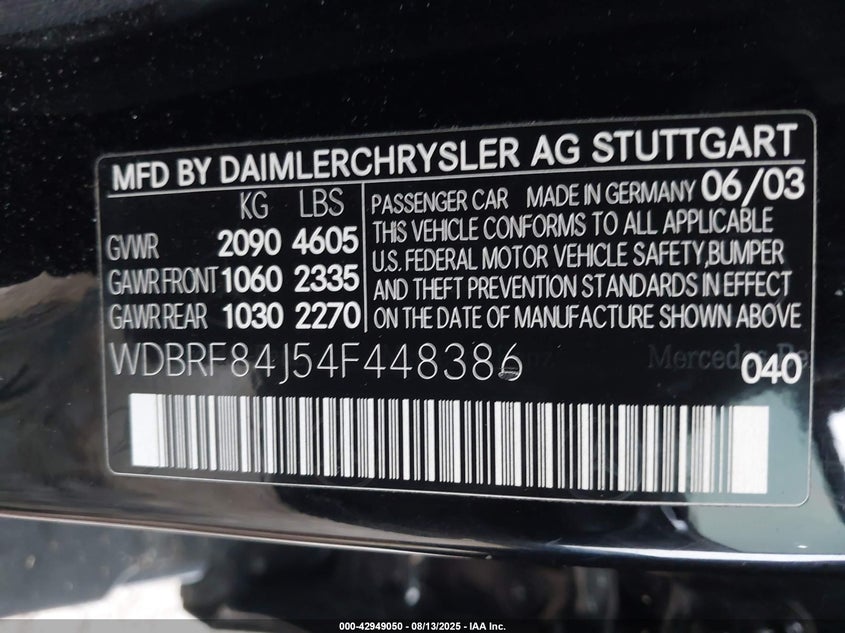 MFD BY DAIMLERCHRYSLER AG STUTTGART
KG LBS
GVWR 2090 4605
GAWR FRONT 1060 2335
GAWR REAR 1030 2270
PASSENGER CAR MADE IN GERMANY 06/03
THIS VEHICLE CONFORMS TO ALL APPLICABLE
U.S. FEDERAL MOTOR VEHICLE SAFETY, BUMPER
AND THEFT PREVENTION STANDARDS IN EFFECT
ON THE DATE OF MANUFACTURE SHOWN ABOVE
WDBRF84J54F448386 040
000-42949050 - 08/13/2025 - IAA Inc.